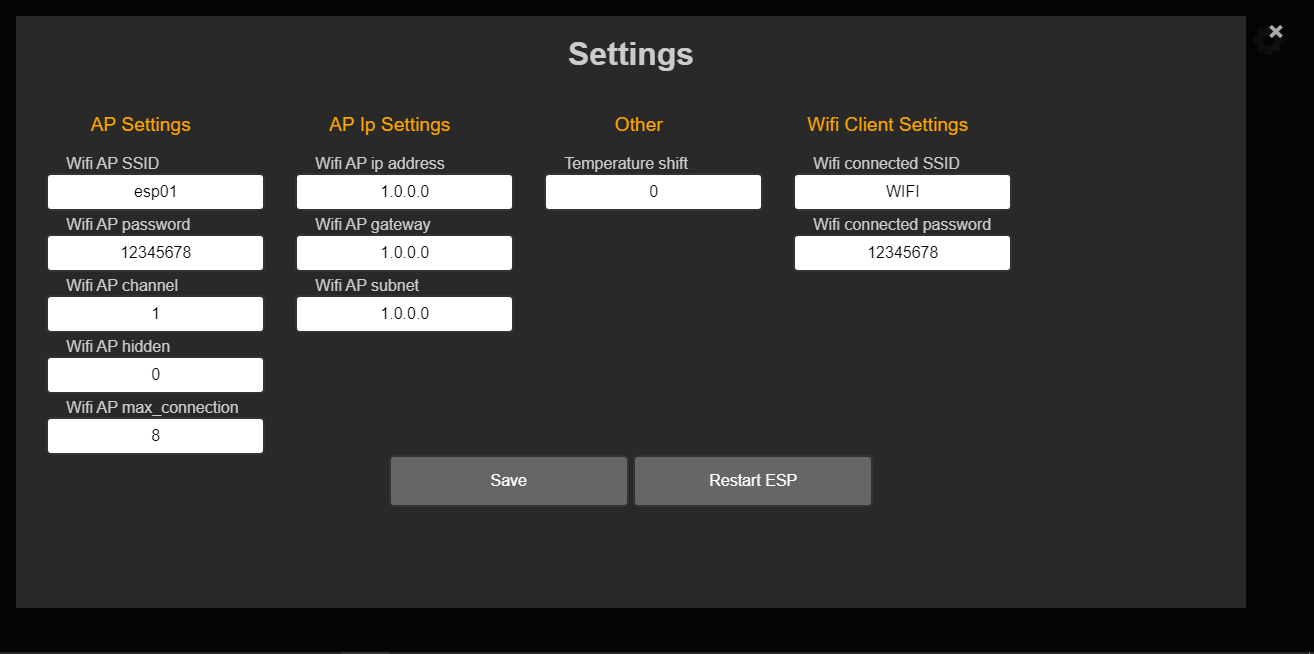 Settings
AP Settings
Wifi AP SSID
esp01
Wifi AP password
12345678
Wifi AP channel
1
Wifi AP hidden
0
Wifi AP max_connection
8
AP Ip Settings
Wifi AP ip address
1.0.0.0
Wifi AP gateway
1.0.0.0
Wifi AP subnet
1.0.0.0
Other
Temperature shift
0
Wifi Client Settings
Wifi connected SSID
WIFI
Wifi connected password
12345678
Save
Restart ESP